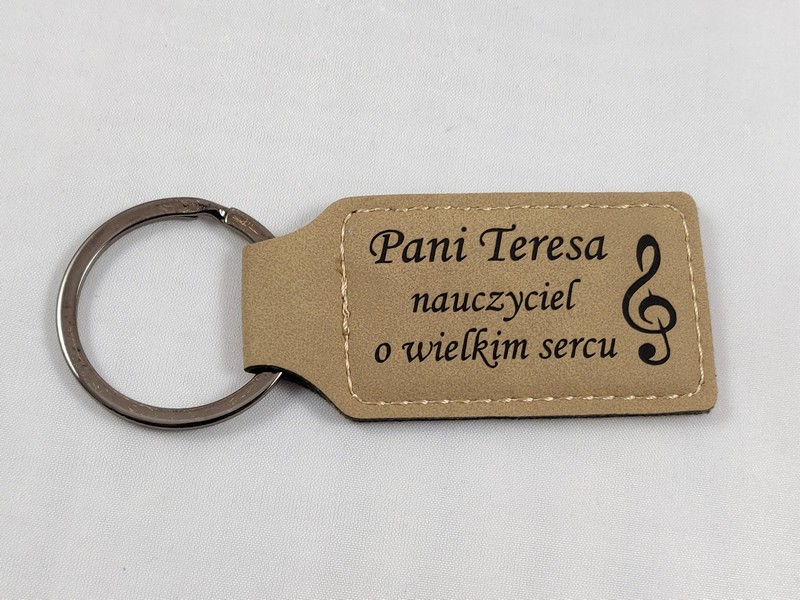 Pani Teresa
nauczyciel
o wielkim sercu